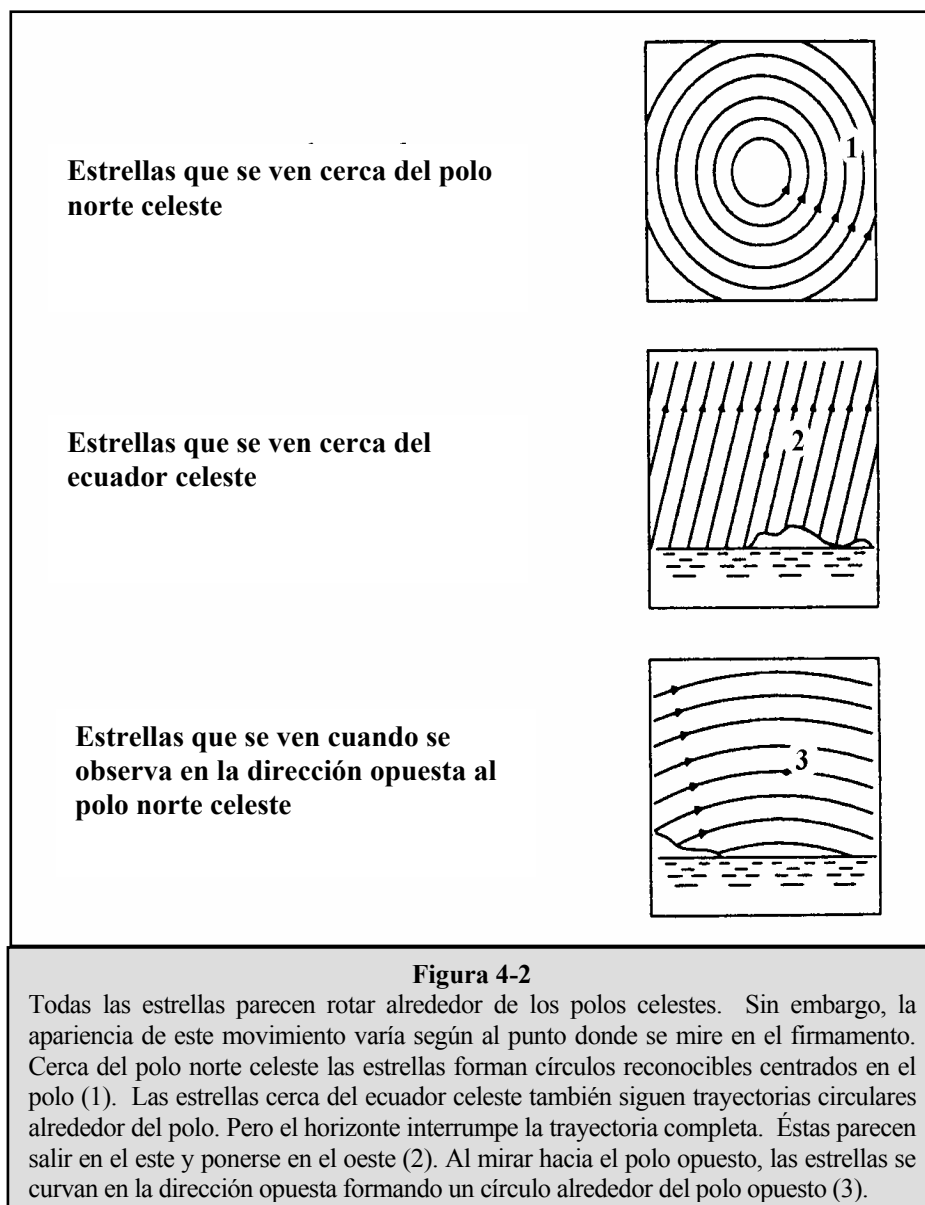 1
Estrellas que se ven cerca del polo
norte celeste
2
Estrellas que se ven cerca del
ecuador celeste
3
Estrellas que se ven cuando se
observa en la dirección opuesta al
polo norte celeste
Figura 4-2
Todas las estrellas parecen rotar alrededor de los polos celestes. Sin embargo, la
apariencia de este movimiento varía según al punto donde se mire en el firmamento.
Cerca del polo norte celeste las estrellas forman círculos reconocibles centrados en el
polo (1). Las estrellas cerca del ecuador celeste también siguen trayectorias circulares
alrededor del polo. Pero el horizonte interrumpe la trayectoria completa. Éstas parecen
salir en el este y ponerse en el oeste (2). Al mirar hacia el polo opuesto, las estrellas se
curvan en la dirección opuesta formando un círculo alrededor del polo opuesto (3).